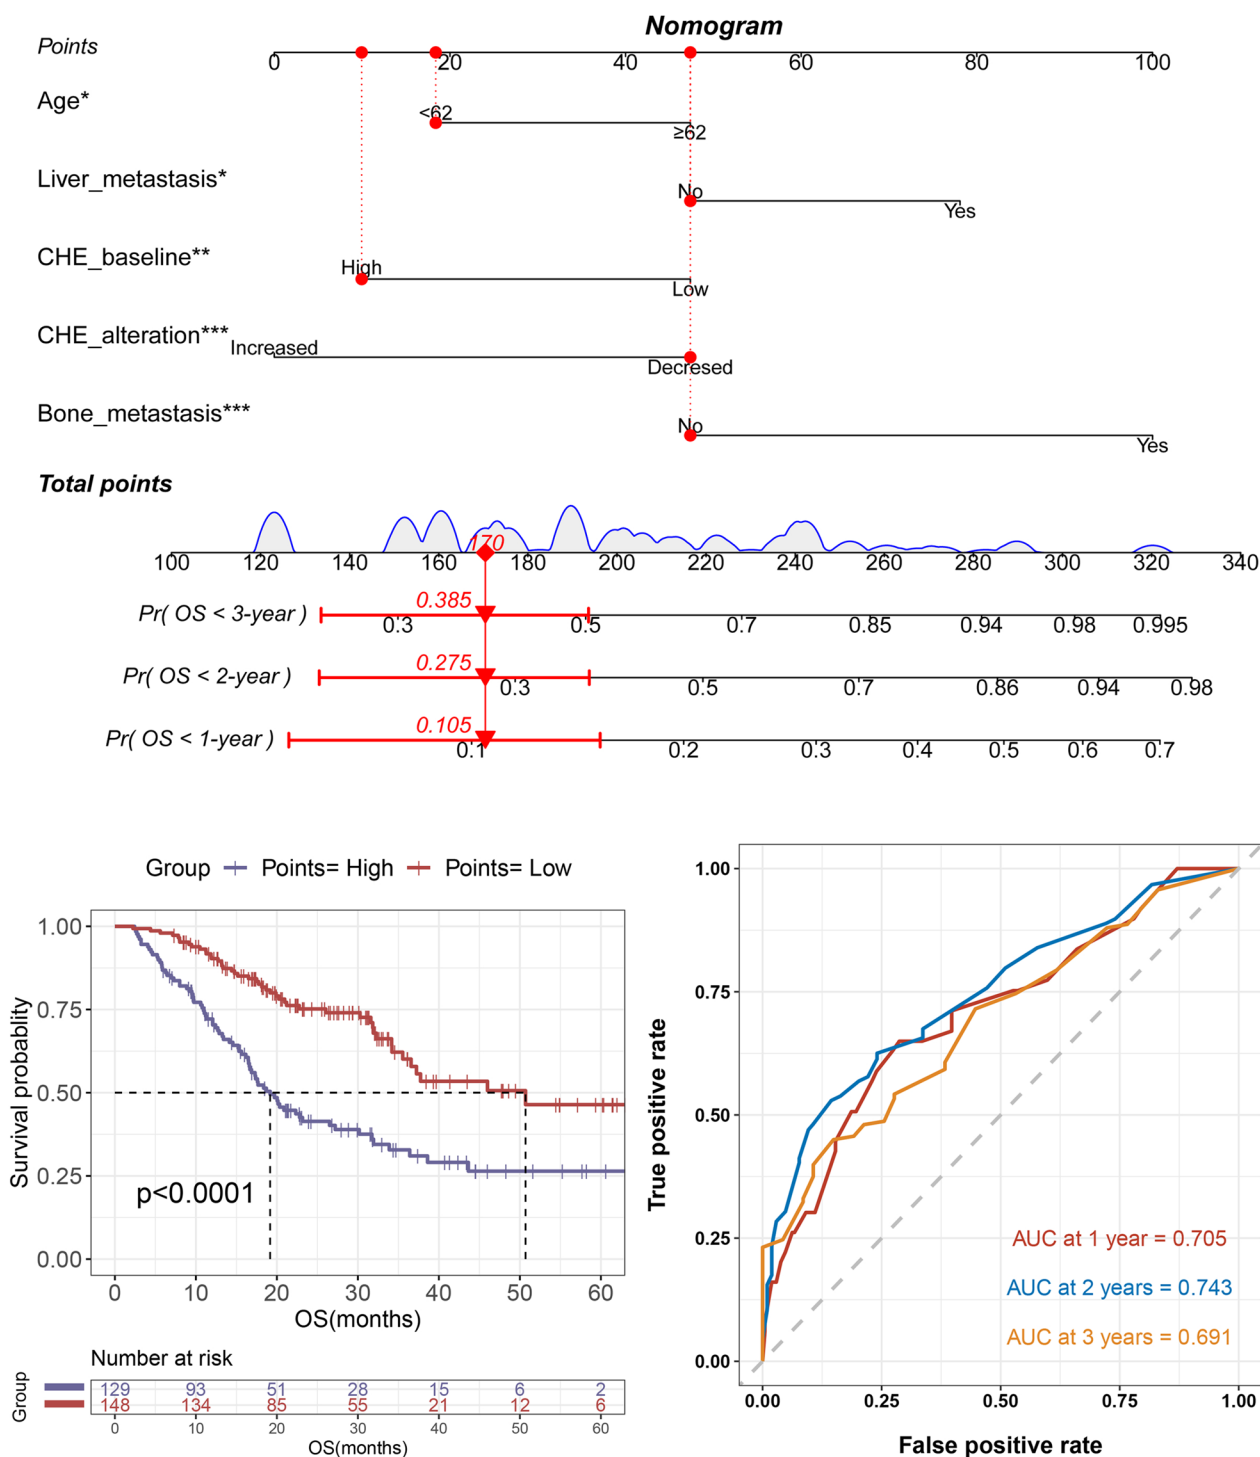 Nomogram
Points
0 20 40 60 80 100
Age*
<62
≥62
Liver_metastasis*
No
Yes
CHE_baseline**
High
Low
CHE_alteration***
Increased
Decresed
Bone_metastasis***
No
Yes
Total points
170
100 120 140 160 180 200 220 240 260 280 300 320 340
0.385
Pr( OS < 3-year )
0.3 0.5 0.7 0.85 0.94 0.98 0.995
0.275
Pr( OS < 2-year )
0.3 0.5 0.7 0.86 0.94 0.98
0.105
Pr( OS < 1-year )
0.1 0.2 0.3 0.4 0.5 0.6 0.7
Group Points= High Points= Low
Survival probablity
1.00
0.75
0.50
0.25
0.00
p<0.0001
0 10 20 30 40 50 60
OS(months)
Number at risk
Group
129 93 51 28 15 6 2
148 134 85 55 21 12 6
0 10 20 30 40 50 60
OS(months)
True positive rate
1.00
0.75
0.50
0.25
0.00
AUC at 1 year = 0.705
AUC at 2 years = 0.743
AUC at 3 years = 0.691
0.00 0.25 0.50 0.75 1.00
False positive rate